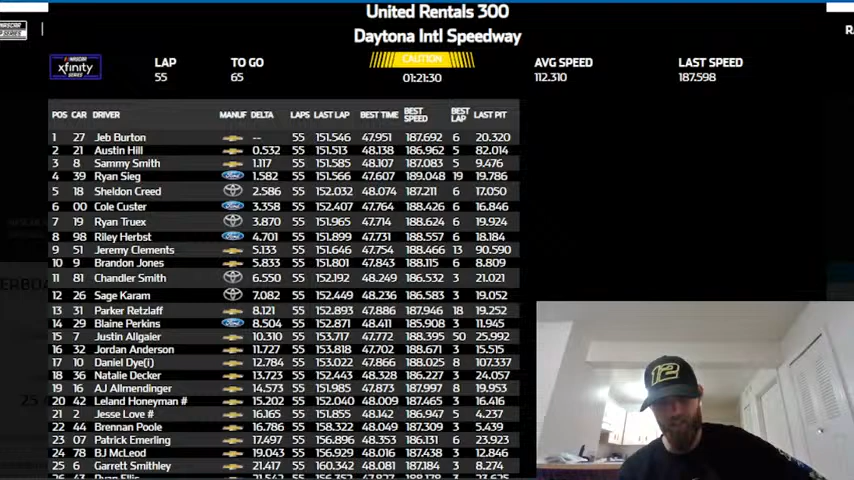 United Rentals 300
Daytona Intl Speedway
NASCAR
xfinity
SERIES
LAP TO GO CAUTION AVG SPEED LAST SPEED
55 65 01:21:30 112.310 187.598
POS CAR DRIVER MANUF DELTA LAPS LAST LAP BEST TIME BEST SPEED BEST LAP LAST PIT
1 27 Jeb Burton -- 55 151.546 47.951 187.692 6 20.320
2 21 Austin Hill 0.532 55 151.513 48.138 186.962 5 82.014
3 8 Sammy Smith 1.117 55 151.585 48.107 187.083 5 9.476
4 39 Ryan Sieg 1.582 55 151.566 47.607 189.048 19 19.786
5 18 Sheldon Creed 2.586 55 152.032 48.074 187.211 6 17.050
6 00 Cole Custer 3.358 55 152.407 47.764 188.426 6 16.846
7 19 Ryan Truex 3.870 55 151.965 47.714 188.624 6 19.924
8 98 Riley Herbst 4.701 55 151.899 47.731 188.557 6 18.184
9 51 Jeremy Clements 5.133 55 151.646 47.754 188.466 13 90.590
10 9 Brandon Jones 5.833 55 151.801 47.843 188.115 6 8.809
11 81 Chandler Smith 6.550 55 152.192 48.249 186.532 3 21.021
12 26 Sage Karam 7.082 55 152.449 48.236 186.583 3 19.052
13 31 Parker Retzlaff 8.121 55 152.893 47.886 187.946 18 18.252
14 29 Blaine Perkins 8.504 55 152.871 48.411 185.908 3 11.945
15 7 Justin Allgaier 10.310 55 153.717 47.772 188.395 50 25.992
16 32 Jordan Anderson 11.727 55 153.818 47.702 188.671 3 15.515
17 10 Daniel Dye(i) 12.784 55 153.022 47.866 188.025 8 107.337
18 36 Natalie Decker 13.723 55 152.443 48.328 186.227 3 24.057
19 16 AJ Allmendinger 14.573 55 151.985 47.873 187.997 8 19.953
20 42 Leland Honeyman # 15.202 55 152.040 48.009 187.465 3 16.416
21 2 Jesse Love # 16.165 55 151.855 48.142 186.947 5 4.237
22 44 Brennan Poole 16.786 55 158.322 48.049 187.309 3 5.439
23 07 Patrick Emerling 17.497 55 156.896 48.353 186.131 6 23.923
24 78 BJ McLeod 19.043 55 156.929 48.016 187.438 3 12.846
25 6 Garrett Smithley 21.417 55 160.342 48.081 187.184 3 8.274
12